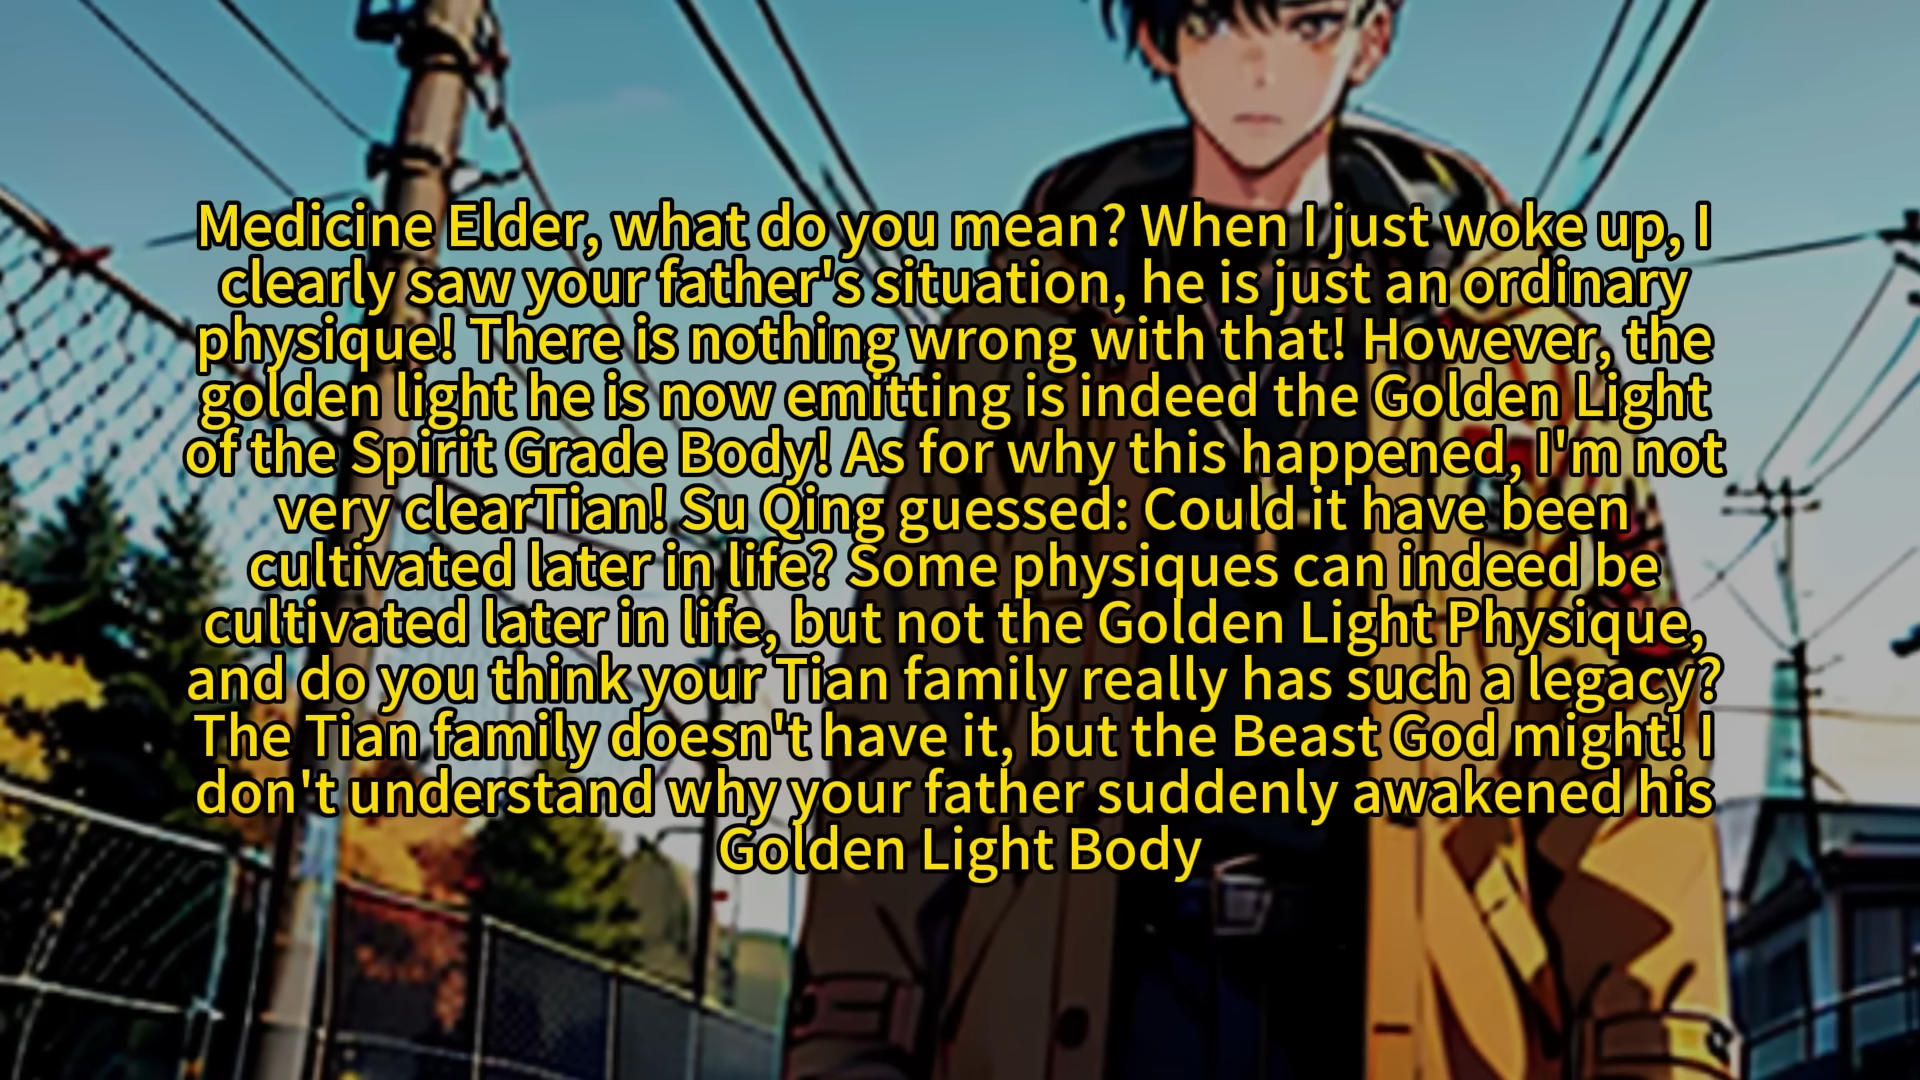 Medicine Elder, what do you mean? When I just woke up, I
clearly saw your father's situation, he is just an ordinary
physique! There is nothing wrong with that! However, the
golden light he is now emitting is indeed the Golden Light
of the Spirit Grade Body! As for why this happened, I'm not
very clearTian! Su Qing guessed: Could it have been
cultivated later in life? Some physiques can indeed be
cultivated later in life, but not the Golden Light Physique,
and do you think your Tian family really has such a legacy?
The Tian family doesn't have it, but the Beast God might! I
don't understand why your father suddenly awakened his
Golden Light Body